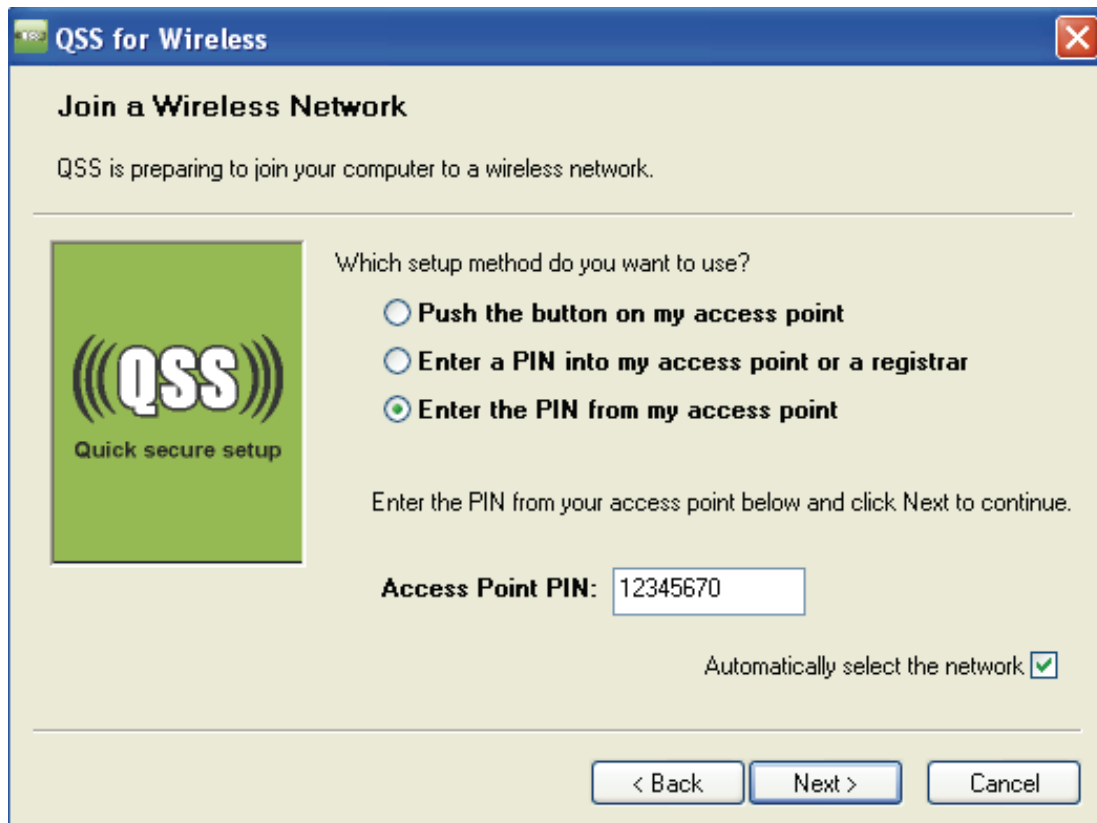 QSS for Wireless
Join a Wireless Network
QSS is preparing to join your computer to a wireless network.
Which setup method do you want to use?
Push the button on my access point
Enter a PIN into my access point or a registrar
Enter the PIN from my access point
(((QSS)))
Quick secure setup
Enter the PIN from your access point below and click Next to continue.
Access Point PIN: 12345670
Automatically select the network
< Back Next > Cancel